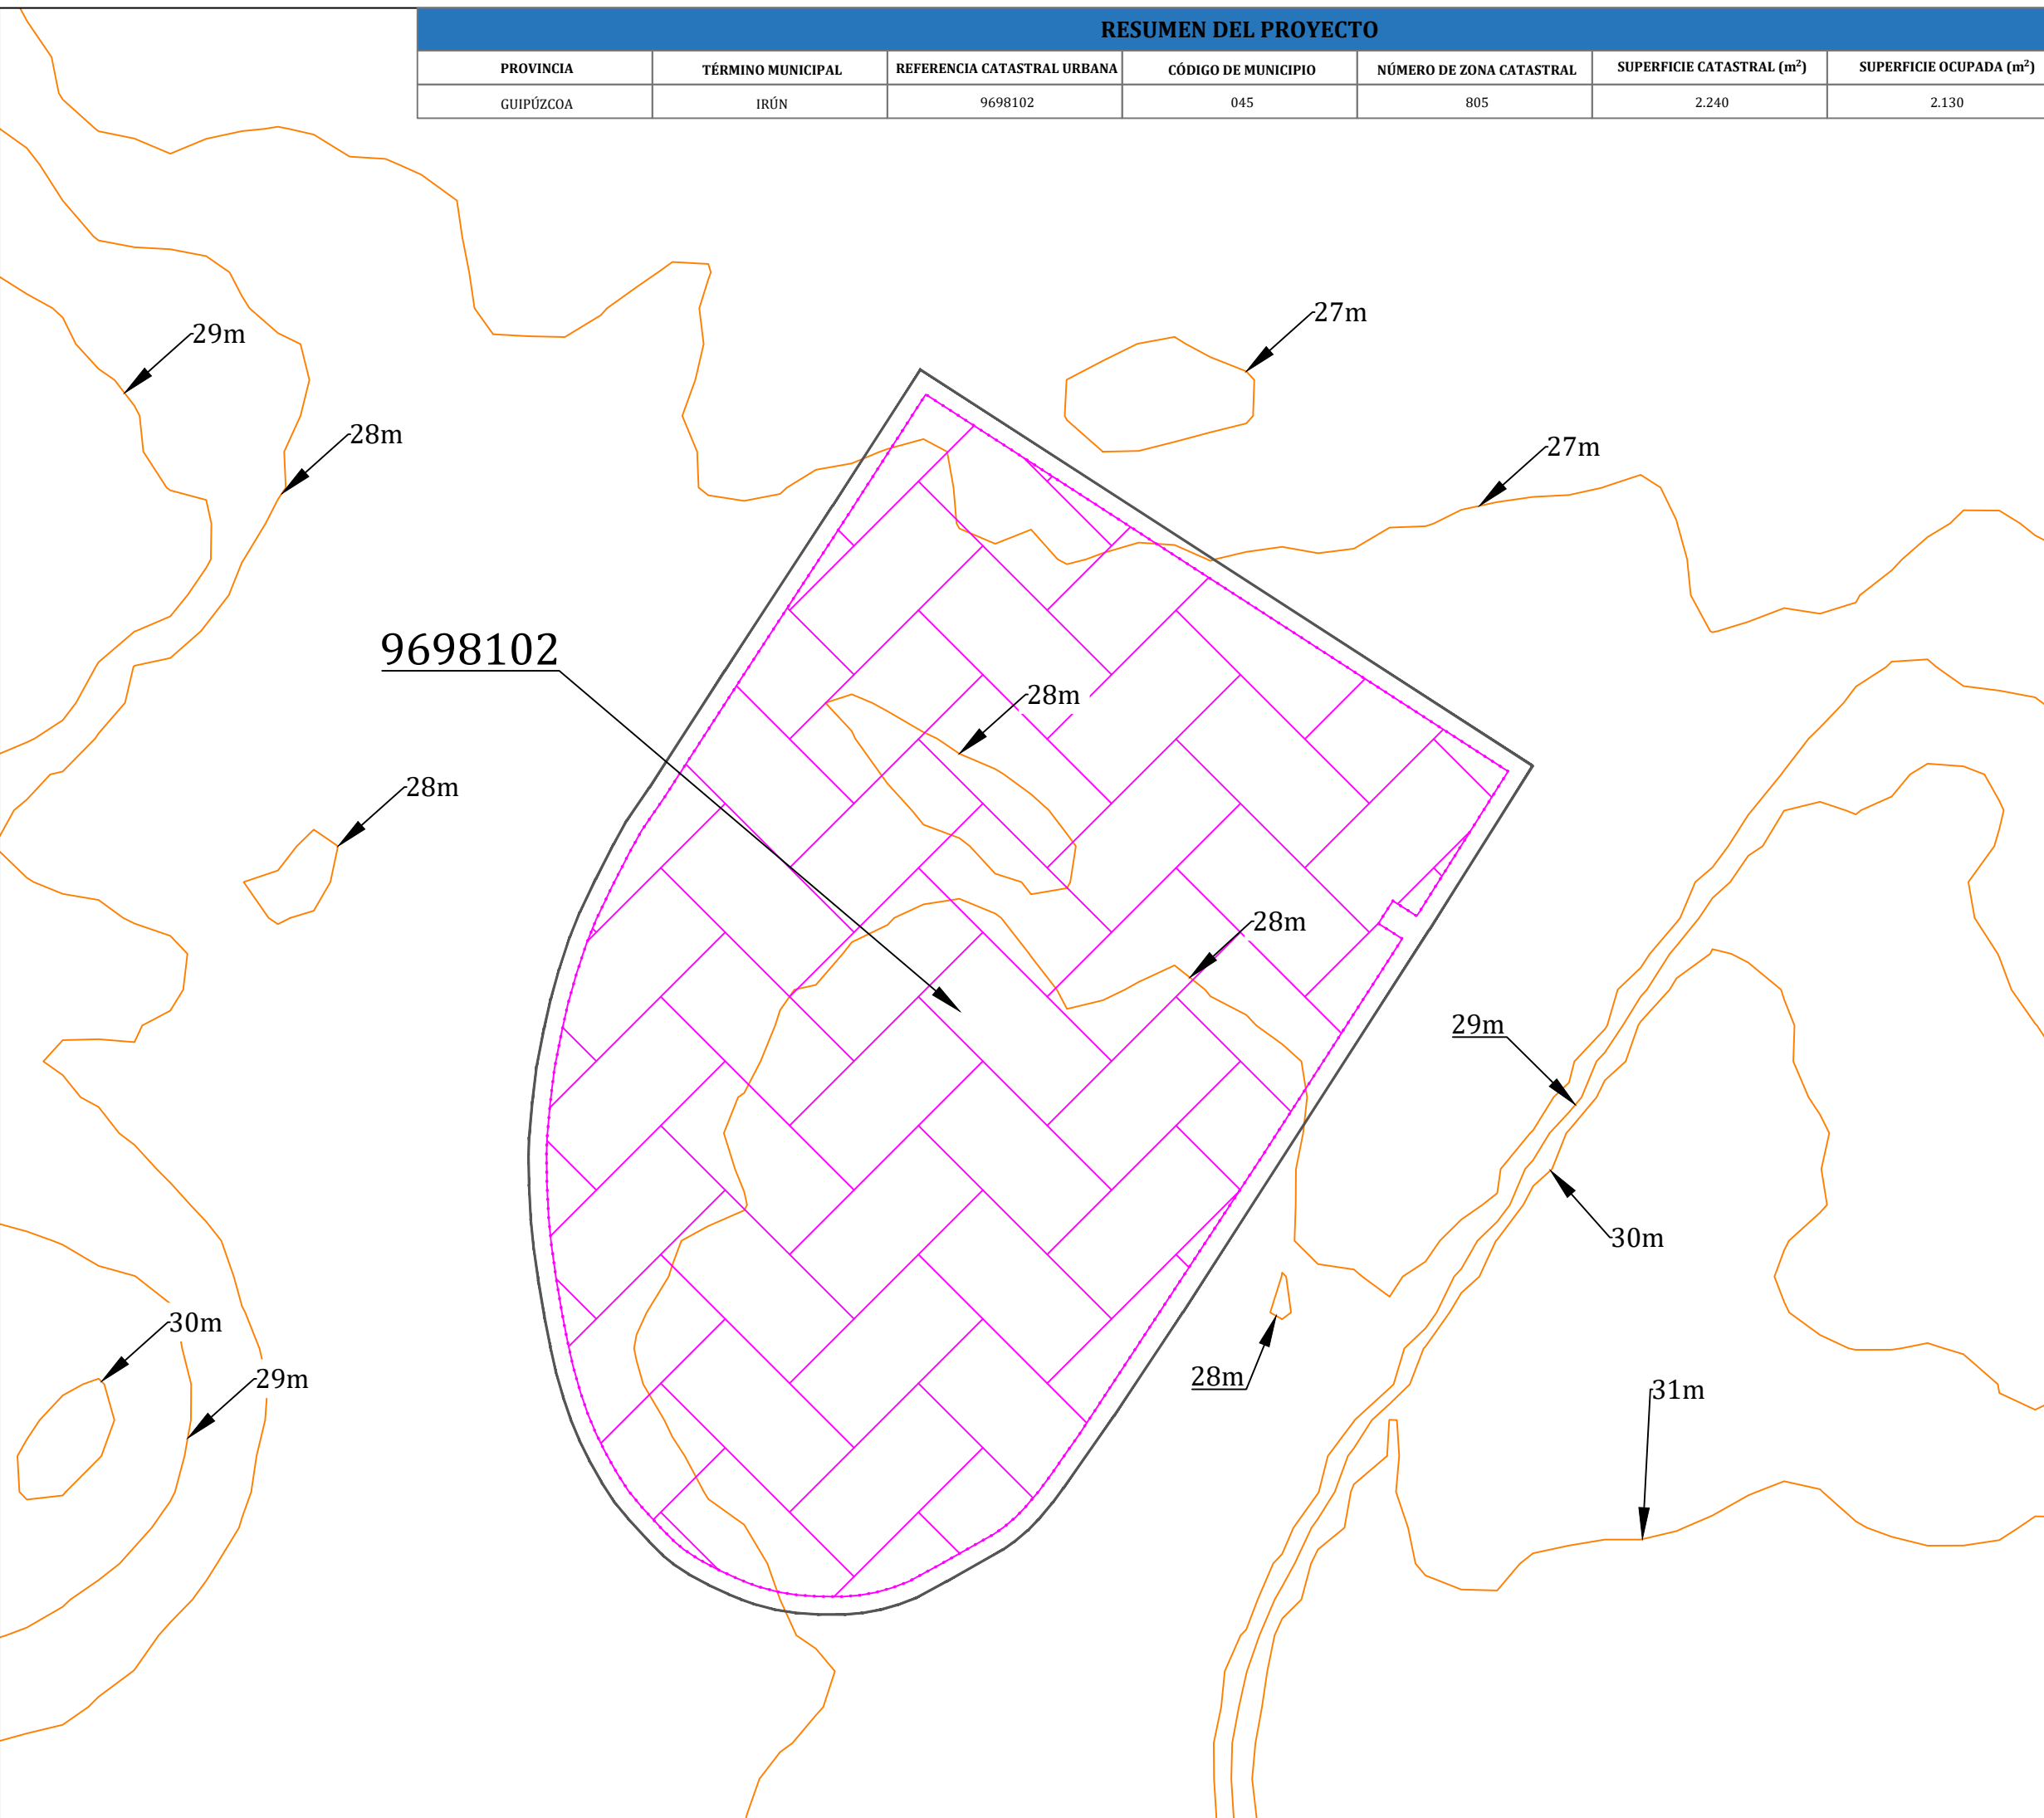 RESUMEN DEL PROYECTO
PROVINCIA TÉRMINO MUNICIPAL REFERENCIA CATASTRAL URBANA CÓDIGO DE MUNICIPIO NÚMERO DE ZONA CATASTRAL SUPERFICIE CATASTRAL (m²) SUPERFICIE OCUPADA (m²)
GUIPÚZCOA IRÚN 9698102 045 805 2.240 2.130
27m
29m
28m
27m
9698102
28m
28m
28m
29m
30m
30m
28m
29m
31m